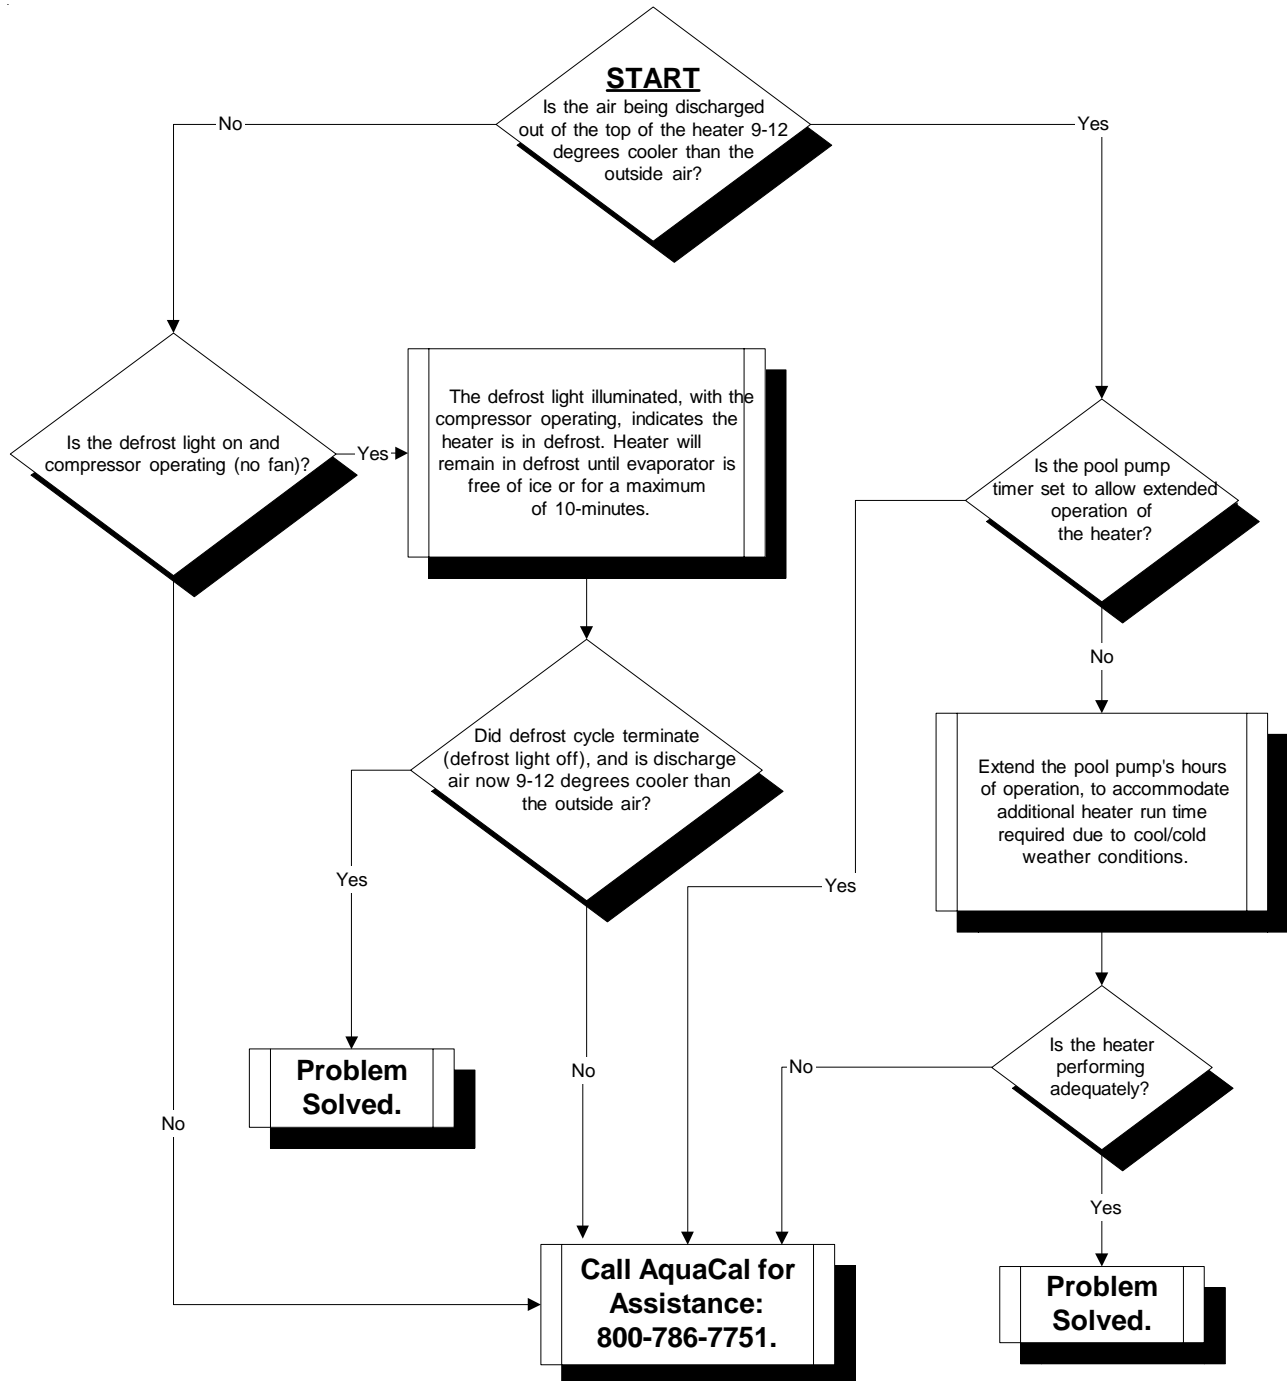 START
Is the air being discharged
out of the top of the heater 9-12
degrees cooler than the
outside air?
No
Yes
Is the defrost light on and
compressor operating (no fan)?
Yes
The defrost light illuminated, with the
compressor operating, indicates the
heater is in defrost. Heater will
remain in defrost until evaporator is
free of ice or for a maximum
of 10-minutes.
Is the pool pump
timer set to allow extended
operation of
the heater?
No
Did defrost cycle terminate
(defrost light off), and is discharge
air now 9-12 degrees cooler than
the outside air?
Extend the pool pump's hours
of operation, to accommodate
additional heater run time
required due to cool/cold
weather conditions.
Yes
Yes
Is the heater
performing
adequately?
Problem
Solved.
No
No
No
Yes
Call AquaCal for
Assistance:
800-786-7751.
Problem
Solved.